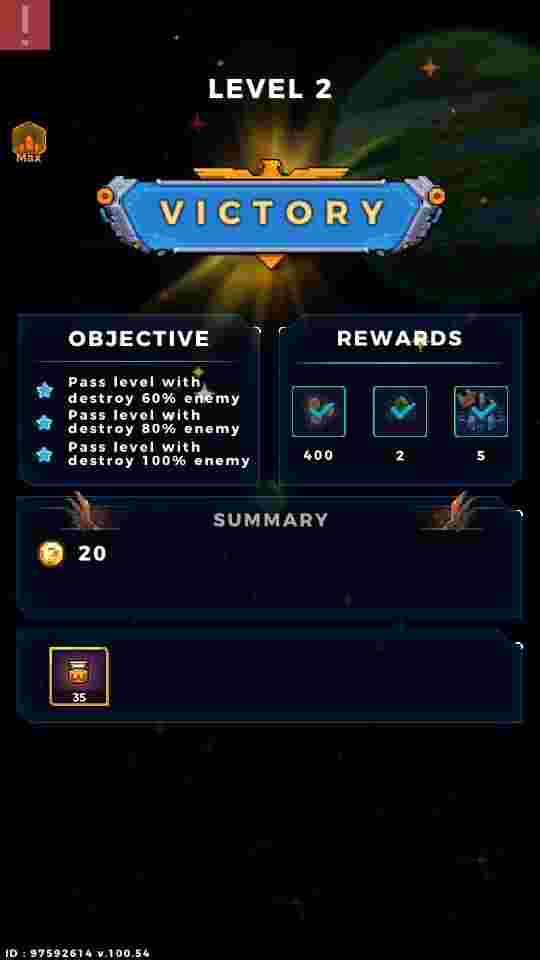 LEVEL 2
Max
VICTORY
OBJECTIVE
Pass level with
destroy 60% enemy
Pass level with
destroy 80% enemy
Pass level with
destroy 100% enemy
REWARDS
400
2
5
SUMMARY
20
35
ID : 97592614 v.100.54